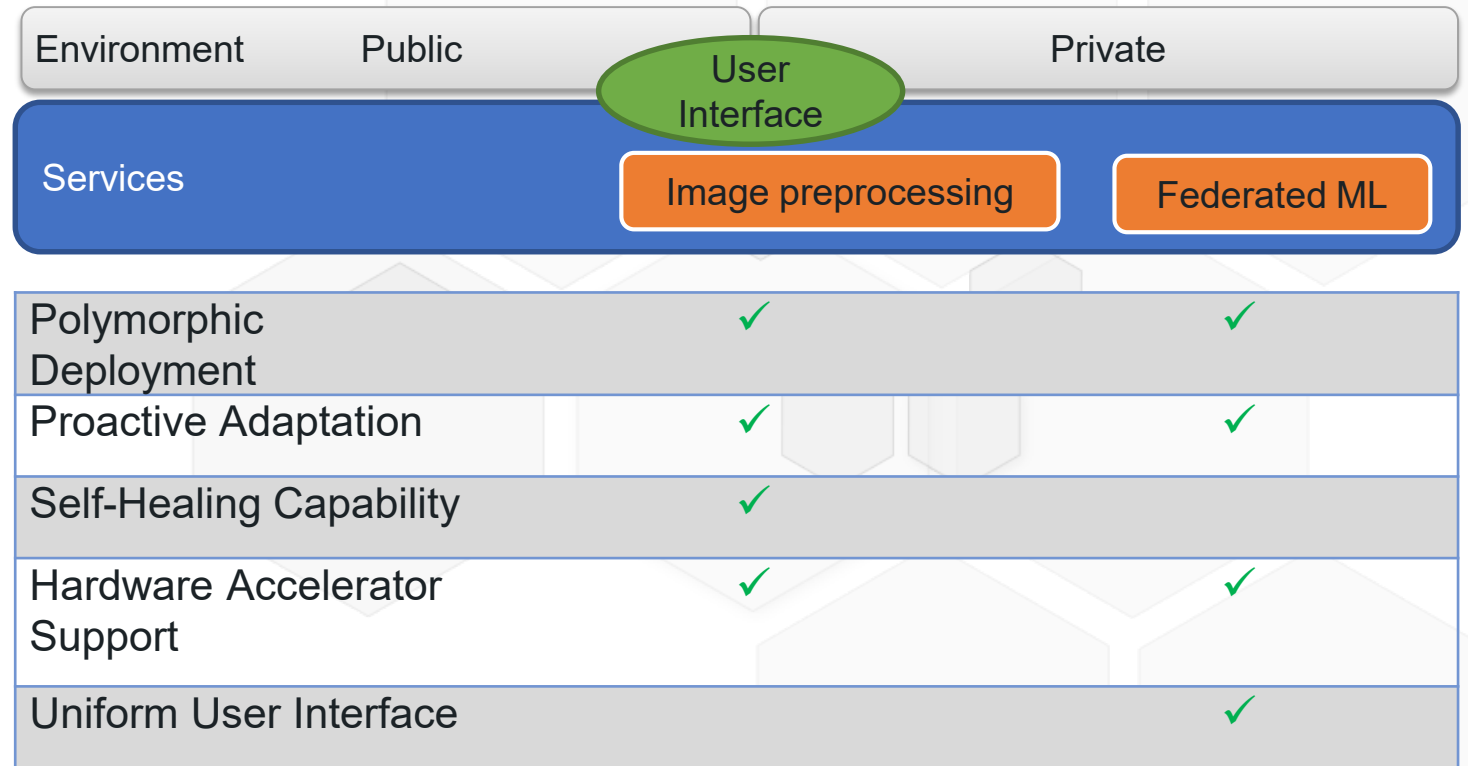 Environment Public Private
User
Interface
Services
Image preprocessing Federated ML
Polymorphic ✓ ✓
Deployment
Proactive Adaptation ✓ ✓
Self-Healing Capability ✓
Hardware Accelerator ✓ ✓
Support
Uniform User Interface ✓